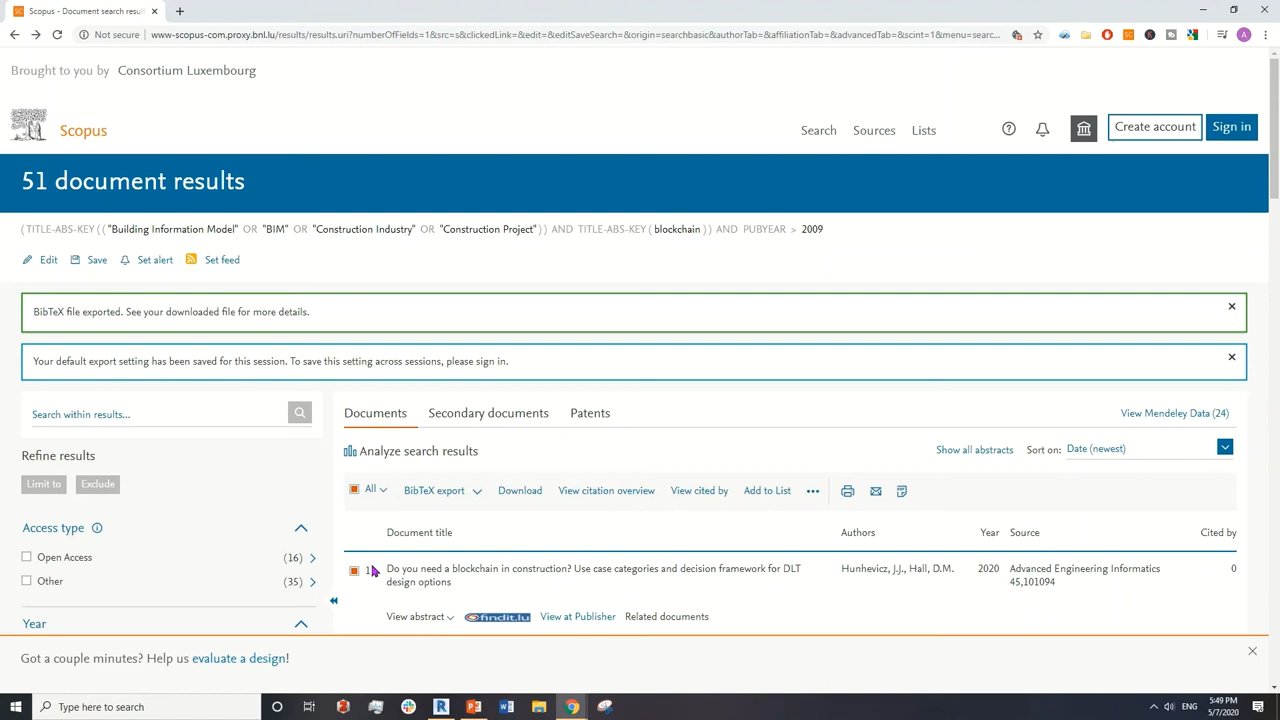 Scopus - Document search resul
Not secure www-scopus-com.proxy.bnl.lu/results/results.uri?numberOfFields=1&src=s&clickedLink=&edit=&editSaveSearch=&origin=searchbasic&authorTab=&affiliationTab=&advancedTab=&scint=1&menu=searc...
Brought to you by Consortium Luxembourg
Scopus
Search Sources Lists
Create account
Sign in
51 document results
( TITLE-ABS-KEY ( ( "Building Information Model" OR "BIM" OR "Construction Industry" OR "Construction Project" ) ) AND TITLE-ABS-KEY ( blockchain ) ) AND PUBYEAR > 2009
Edit Save Set alert Set feed
BibTeX file exported. See your downloaded file for more details.
Your default export setting has been saved for this session. To save this setting across sessions, please sign in.
Search within results...
Documents Secondary documents Patents View Mendeley Data (24)
Refine results
Analyze search results Show all abstracts Sort on: Date (newest)
Limit to Exclude
All BibTeX export Download View citation overview View cited by Add to List ...
Access type
Document title Authors Year Source Cited by
Open Access (16)
Other (35)
1 Do you need a blockchain in construction? Use case categories and decision framework for DLT design options Hunhevicz, J.J., Hall, D.M. 2020 Advanced Engineering Informatics 45,101094 0
View abstract findit.lu View at Publisher Related documents
Year
Got a couple minutes? Help us evaluate a design!
Type here to search
ENG
5:49 PM
5/7/2020